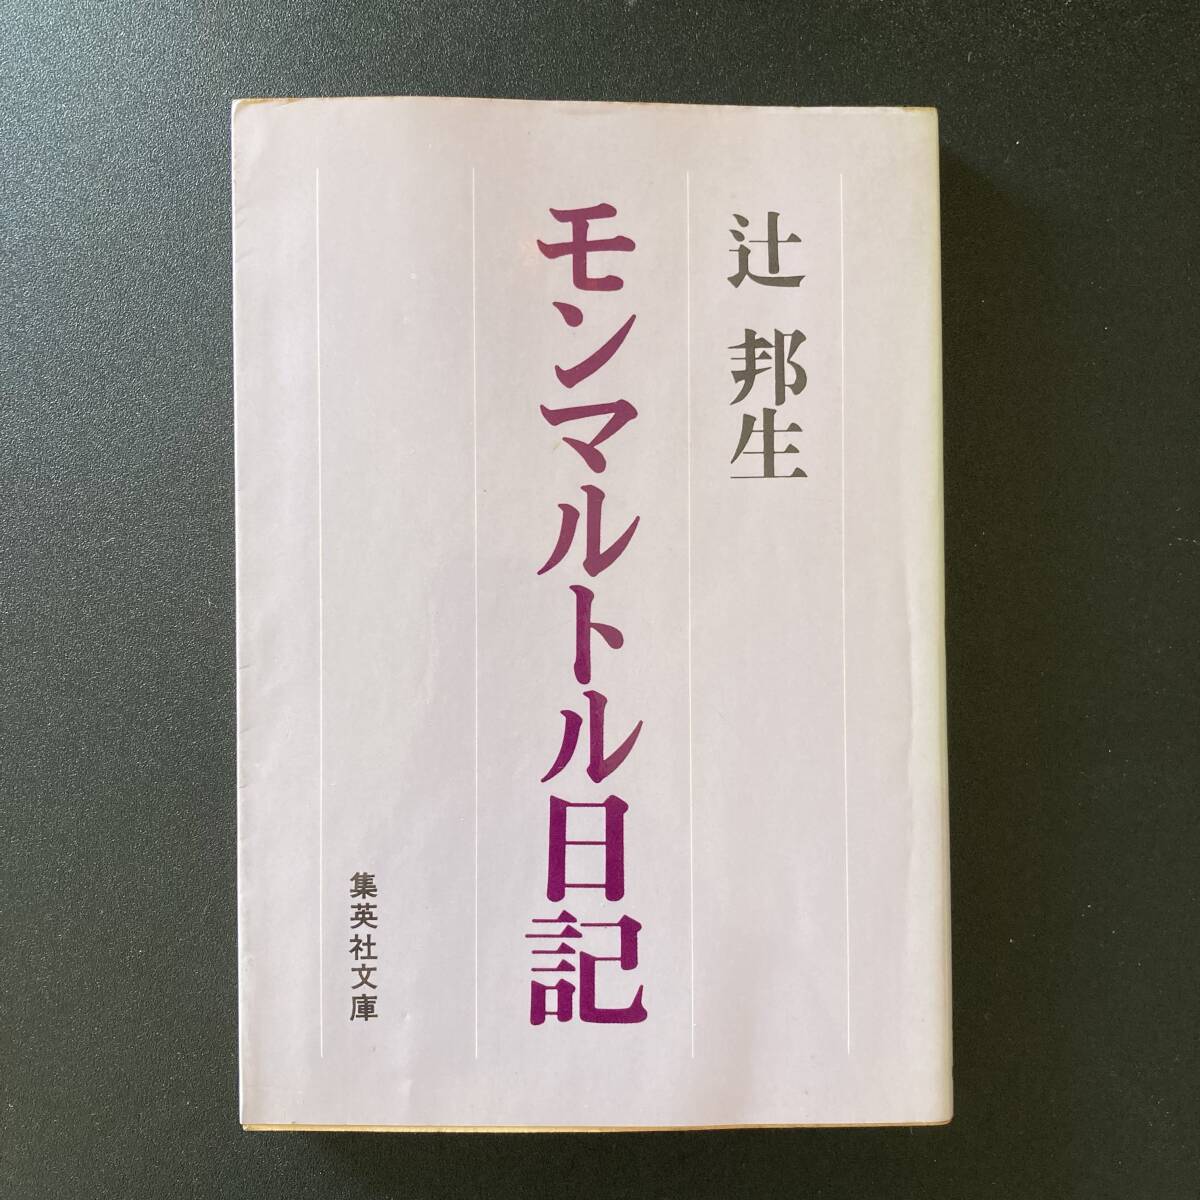 辻 邦生
モンマルトル日記
集英社文庫